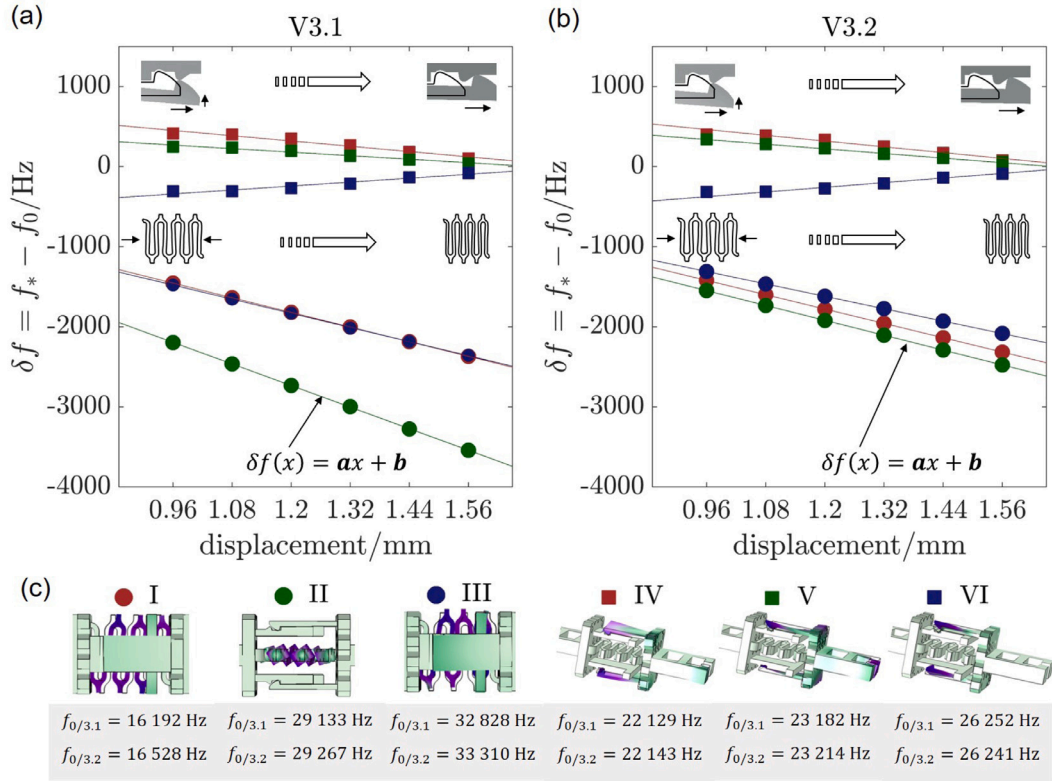 (a)
V3.1
1000
0
-1000
-2000
-3000
-4000
δf = f* − f0/Hz
δf(x) = ax + b
0.96 1.08 1.2 1.32 1.44 1.56
displacement/mm
(b)
V3.2
1000
0
-1000
-2000
-3000
-4000
δf = f* − f0/Hz
δf(x) = ax + b
0.96 1.08 1.2 1.32 1.44 1.56
displacement/mm
(c)
I II III IV V VI
f0/3.1 = 16 192 Hz f0/3.1 = 29 133 Hz f0/3.1 = 32 828 Hz f0/3.1 = 22 129 Hz f0/3.1 = 23 182 Hz f0/3.1 = 26 252 Hz
f0/3.2 = 16 528 Hz f0/3.2 = 29 267 Hz f0/3.2 = 33 310 Hz f0/3.2 = 22 143 Hz f0/3.2 = 23 214 Hz f0/3.2 = 26 241 Hz